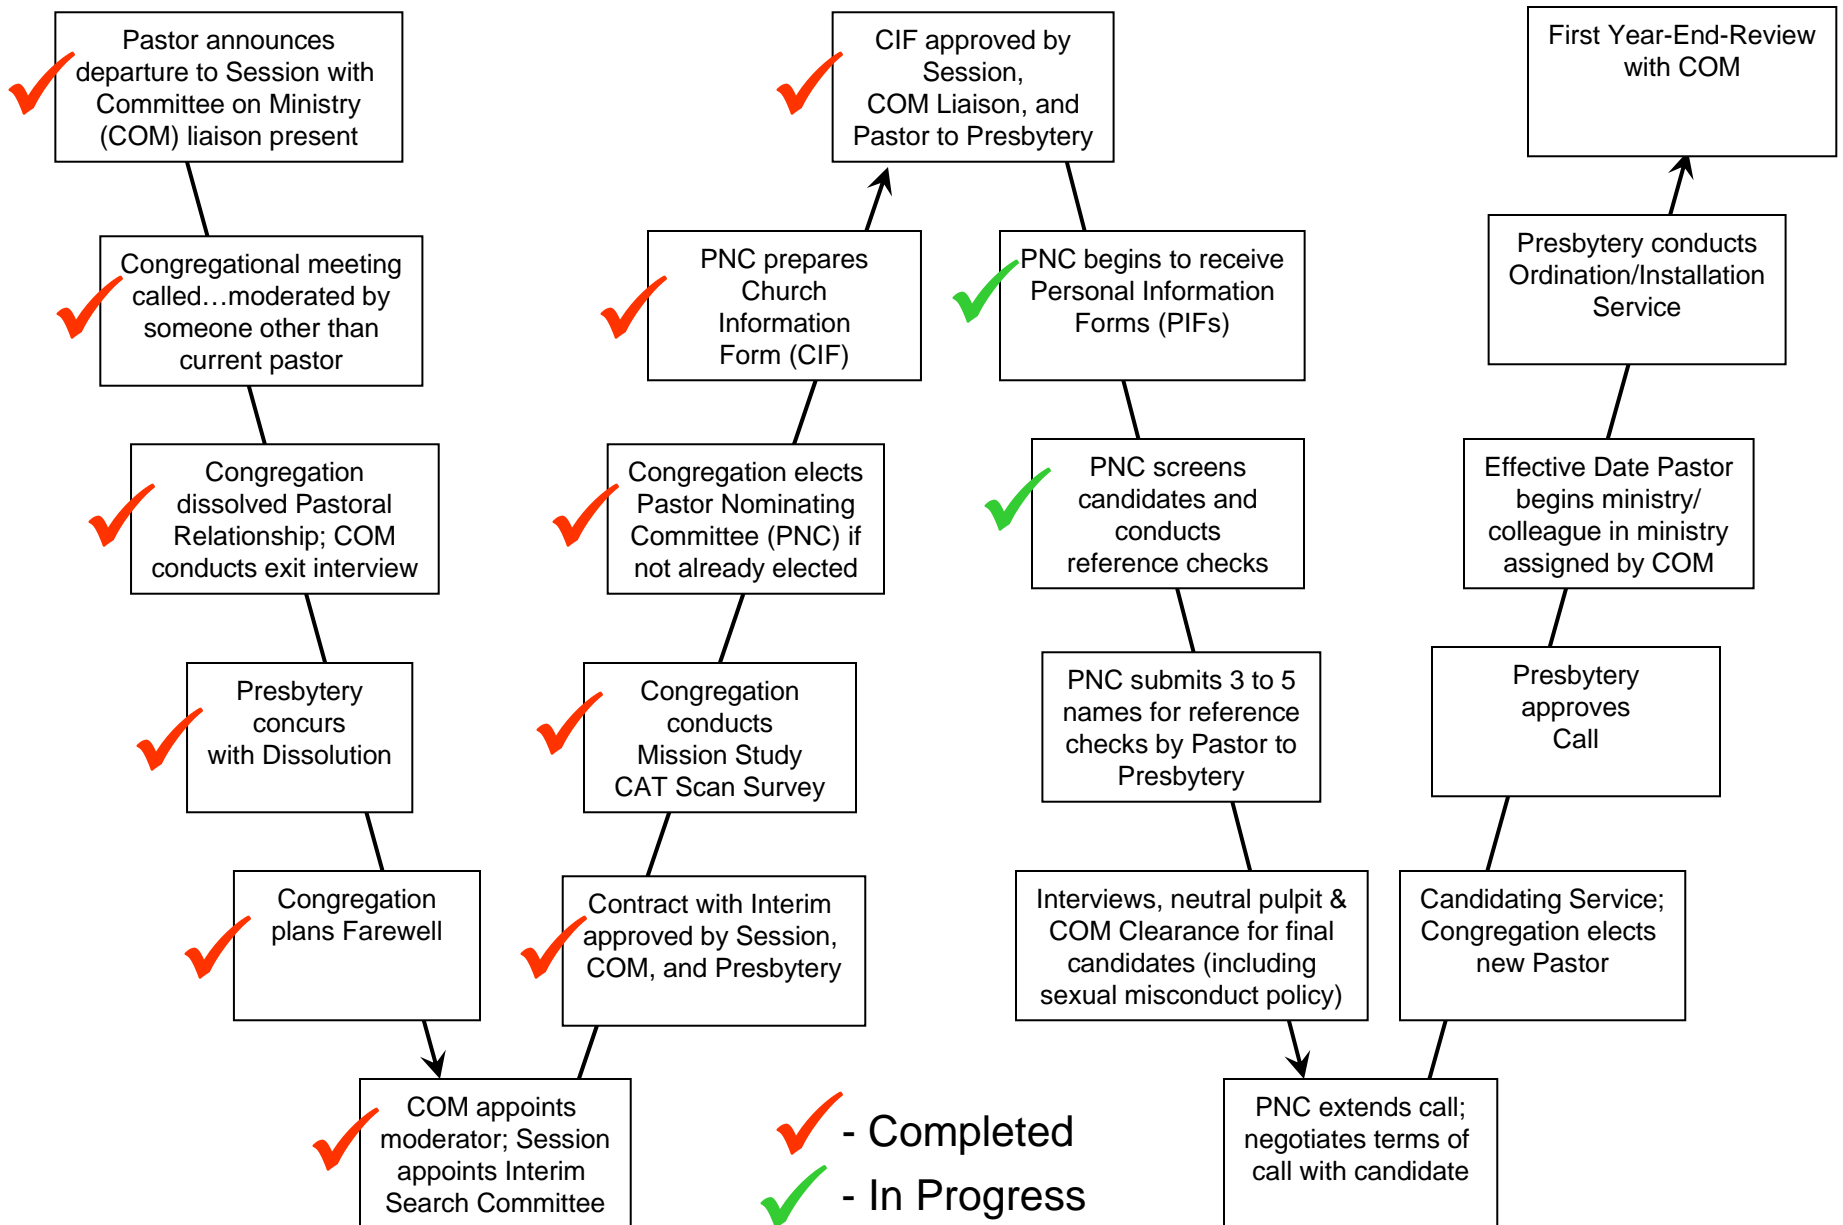 Pastor announces
departure to Session with
Committee on Ministry
(COM) liaison present
Congregational meeting
called…moderated by
someone other than
current pastor
Congregation
dissolved Pastoral
Relationship; COM
conducts exit interview
Presbytery
concurs
with Dissolution
Congregation
plans Farewell
COM appoints
moderator; Session
appoints Interim
Search Committee
Contract with Interim
approved by Session,
COM, and Presbytery
Congregation
conducts
Mission Study
CAT Scan Survey
Congregation elects
Pastor Nominating
Committee (PNC) if
not already elected
PNC prepares
Church
Information
Form (CIF)
CIF approved by
Session,
COM Liaison, and
Pastor to Presbytery
PNC begins to receive
Personal Information
Forms (PIFs)
PNC screens
candidates and
conducts
reference checks
PNC submits 3 to 5
names for reference
checks by Pastor to
Presbytery
Interviews, neutral pulpit &
COM Clearance for final
candidates (including
sexual misconduct policy)
PNC extends call;
negotiates terms of
call with candidate
Candidating Service;
Congregation elects
new Pastor
Presbytery
approves
Call
Effective Date Pastor
begins ministry/
colleague in ministry
assigned by COM
Presbytery conducts
Ordination/Installation
Service
First Year-End-Review
with COM
- Completed
- In Progress